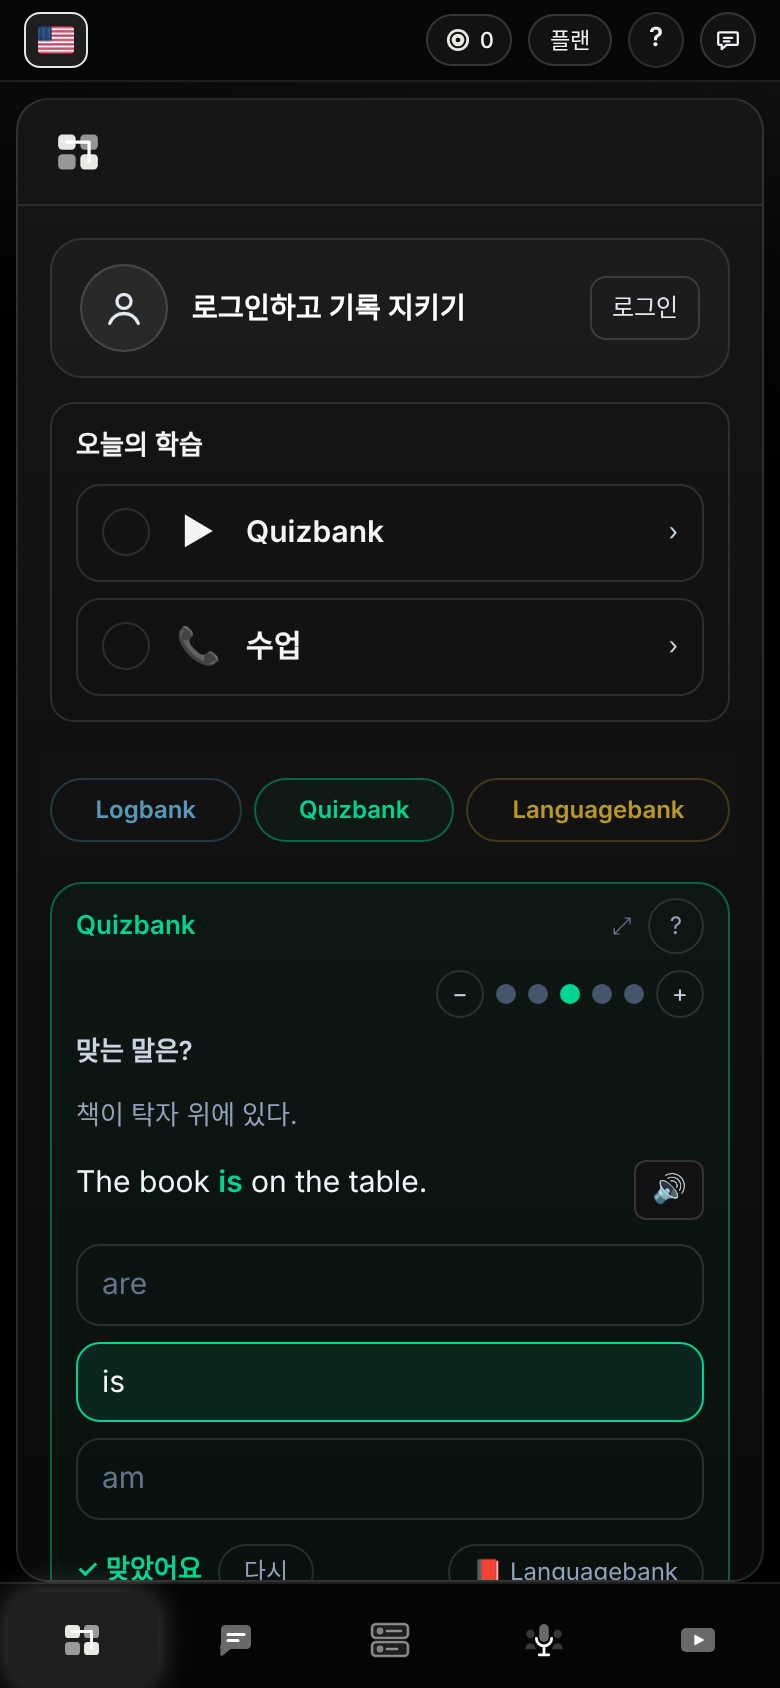 0
플랜
?
로그인하고 기록 지키기
로그인
오늘의 학습
Quizbank
수업
Logbank
Quizbank
Languagebank
Quizbank
?
맞는 말은?
책이 탁자 위에 있다.
The book is on the table.
are
is
am
✓ 맞았어요
다시
Languagebank